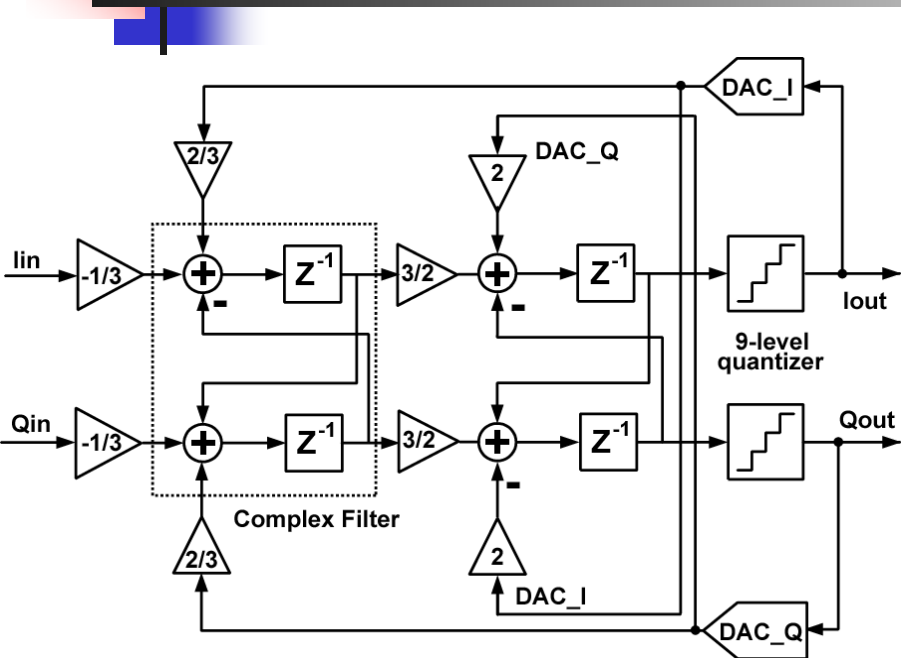 DAC_I
2/3
2
DAC_Q
Iin
-1/3
+
Z-1
3/2
+
Z-1
-
-
Iout
9-level
quantizer
Qin
-1/3
+
Z-1
3/2
+
Z-1
Qout
-
Complex Filter
2/3
2
DAC_I
DAC_Q